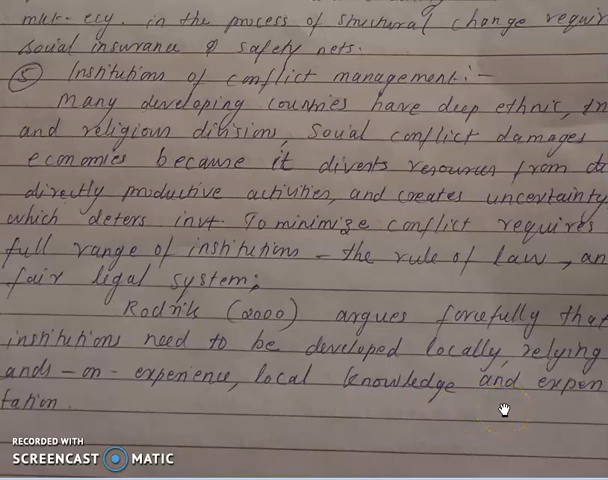 mkt- ecy. in the process of structural change requir
social insurance & safety nets.
⑤ Institutions of conflict management:-
Many developing countries have deep ethnic,
and religious divisions, Social conflict damages
economies because it diverts resources from
directly productive activities, and creates uncertainty
which deters invt. To minimize conflict requires
full range of institutions - the rule of law, an
fair legal system;
Rodrik (2000) argues forcefully that
institutions need to be developed locally, relying
ands-on-experience, local knowledge and experi
tation.
RECORDED WITH
SCREENCAST MATIC